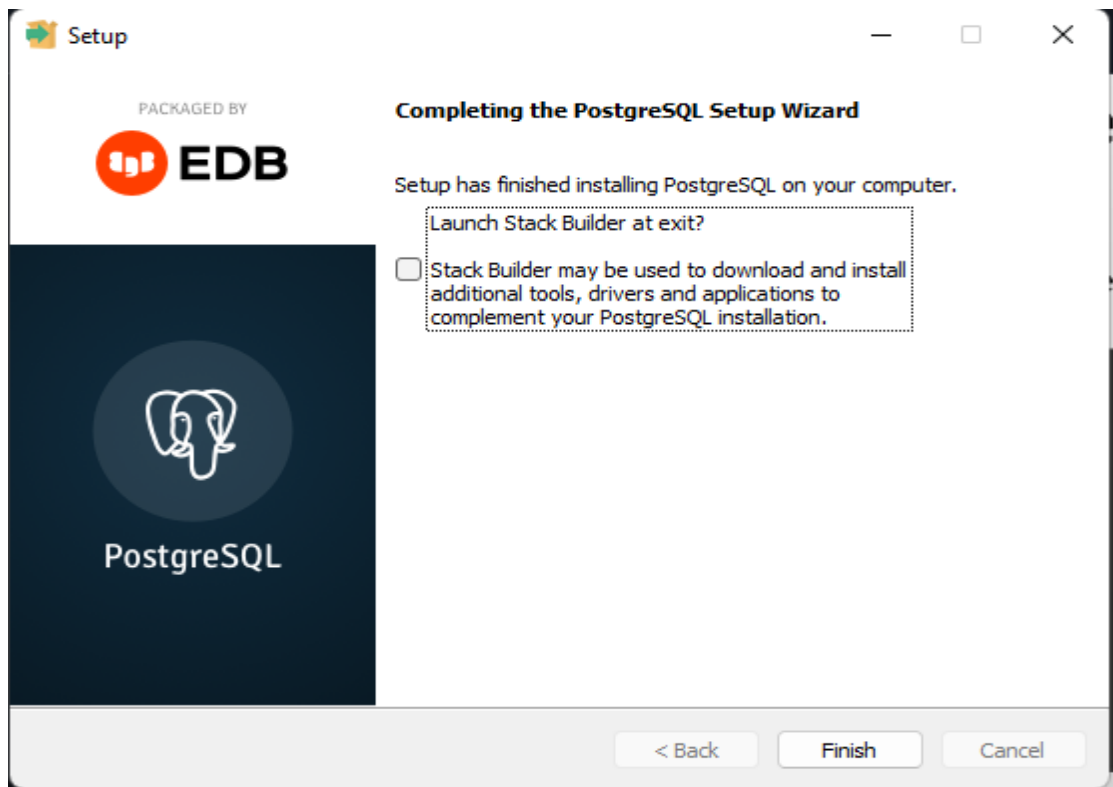 Setup
PACKAGED BY
EDB
Completing the PostgreSQL Setup Wizard
Setup has finished installing PostgreSQL on your computer.
Launch Stack Builder at exit?
Stack Builder may be used to download and install
additional tools, drivers and applications to
complement your PostgreSQL installation.
PostgreSQL
< Back
Finish
Cancel